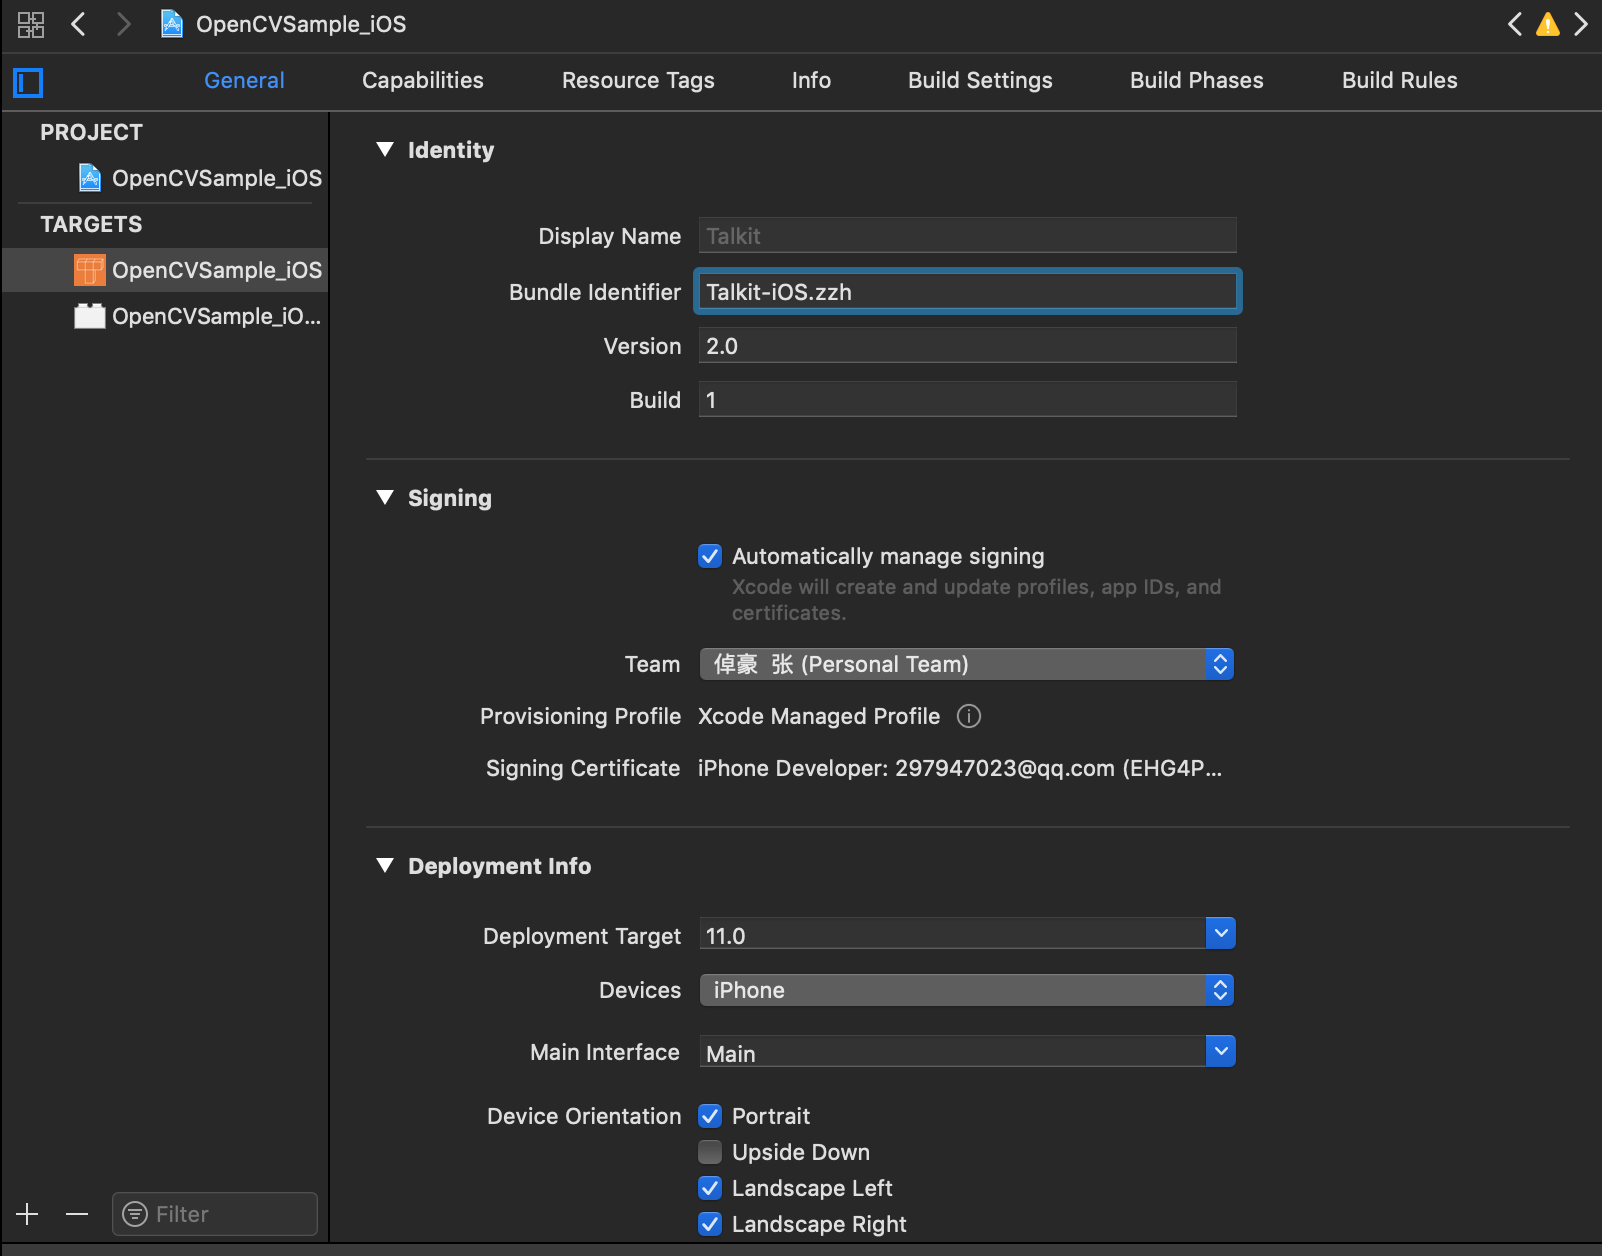 OpenCVSample_iOS
General Capabilities Resource Tags Info Build Settings Build Phases Build Rules
PROJECT
OpenCVSample_iOS
TARGETS
OpenCVSample_iOS
OpenCVSample_iO...
Identity
Display Name Talkit
Bundle Identifier Talkit-iOS.zzh
Version 2.0
Build 1
Signing
Automatically manage signing
Xcode will create and update profiles, app IDs, and
certificates.
Team 倬豪 张 (Personal Team)
Provisioning Profile Xcode Managed Profile
Signing Certificate iPhone Developer: 297947023@qq.com (EHG4P...
Deployment Info
Deployment Target 11.0
Devices iPhone
Main Interface Main
Device Orientation Portrait
Upside Down
Landscape Left
Landscape Right
Filter